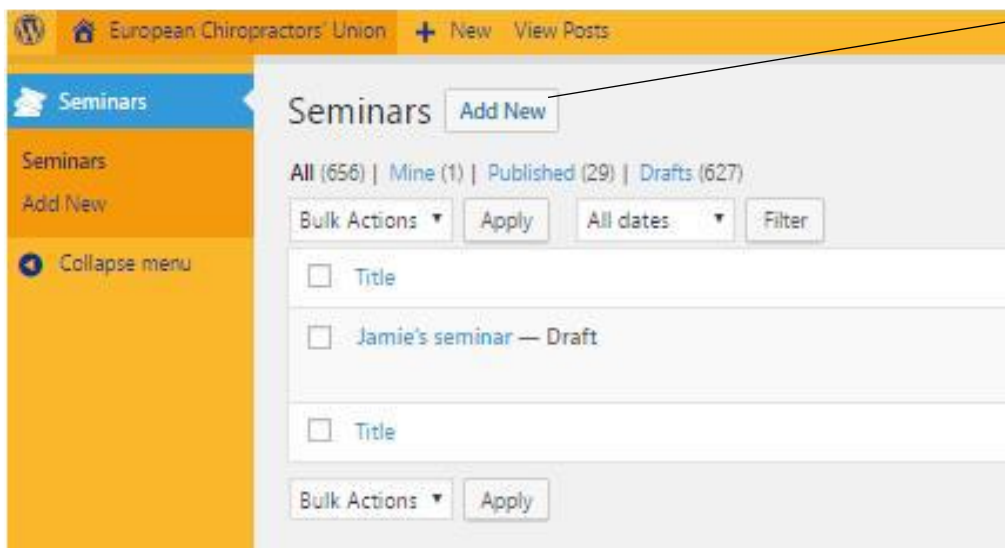 European Chiropractors' Union + New View Posts
Seminars
Seminars
Add New
Collapse menu
Seminars Add New
All (656) | Mine (1) | Published (29) | Drafts (627)
Bulk Actions Apply All dates Filter
Title
Jamie's seminar — Draft
Title
Bulk Actions Apply